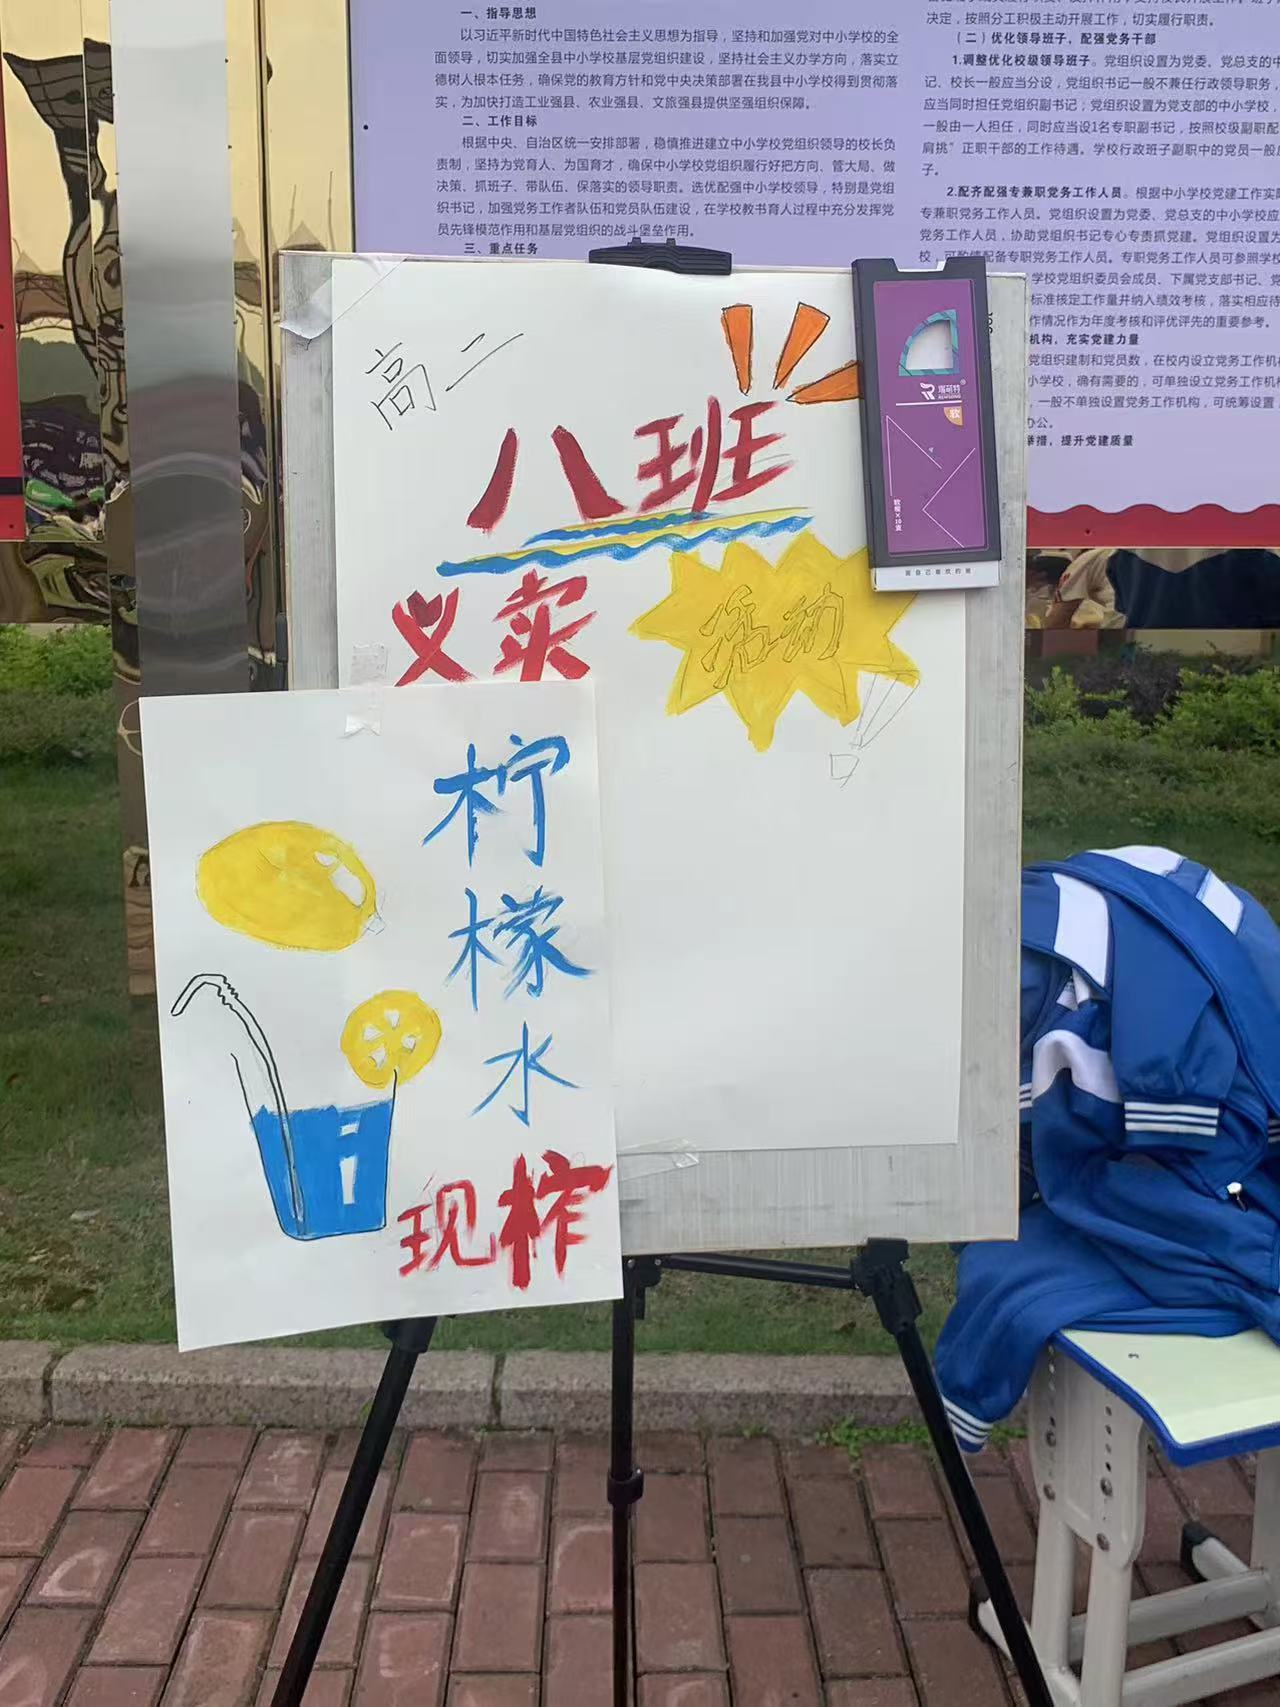 一、指导思想
以习近平新时代中国特色社会主义思想为指导，坚持和加强党对中小学校的全
面领导，切实加强全县中小学校基层党组织建设，坚持社会主义办学方向，落实立
德树人根本任务，确保党的教育方针和党中央决策部署在我县中小学校得到贯彻落
实，为加快打造工业强县、农业强县、文旅强县提供坚强组织保障。
二、工作目标
根据中央、自治区统一安排部署，稳慎推进建立中小学校党组织领导的校长负
责制，坚持为党育人、为国育才，确保中小学校党组织履行好把方向、管大局、做
决策、抓班子、带队伍、保落实的领导职责。选优配强中小学校领导，特别是党组
织书记，加强党务工作者队伍和党员队伍建设，在学校教书育人过程中充分发挥党
员先锋模范作用和基层党组织的战斗堡垒作用。
三、重点任务
决定，按照分工积极主动开展工作，切实履行职责。
（二）优化领导班子，配强党务干部
1.调整优化校级领导班子。党组织设置为党委、党总支的中
记、校长一般应当分设，党组织书记一般不兼任行政领导职务，
应当同时担任党组织副书记；党组织设置为党支部的中小学校，
一般由一人担任，同时应当设1名专职副书记，按照校级副职配
肩挑”正职干部的工作待遇。学校行政班子副职中的党员一般应
子。
2.配齐配强专兼职党务工作人员。根据中小学校党建工作实际
专兼职党务工作人员。党组织设置为党委、党总支的中小学校应
党务工作人员，协助党组织书记专心专责抓党建。党组织设置为
校，可酌情配备专职党务工作人员。专职党务工作人员可参照学校
学校党组织委员会成员、下属党支部书记、党
标准核定工作量并纳入绩效考核，落实相应待
作情况作为年度考核和评优评先的重要参考。
机构，充实党建力量
党组织建制和党员数，在校内设立党务工作机构
小学校，确有需要的，可单独设立党务工作机
，一般不单独设置党务工作机构，可统筹设置，
办公。
举措，提升党建质量
高二
八班
义卖
活动
瑞可特
软
柠
檬
水
现榨